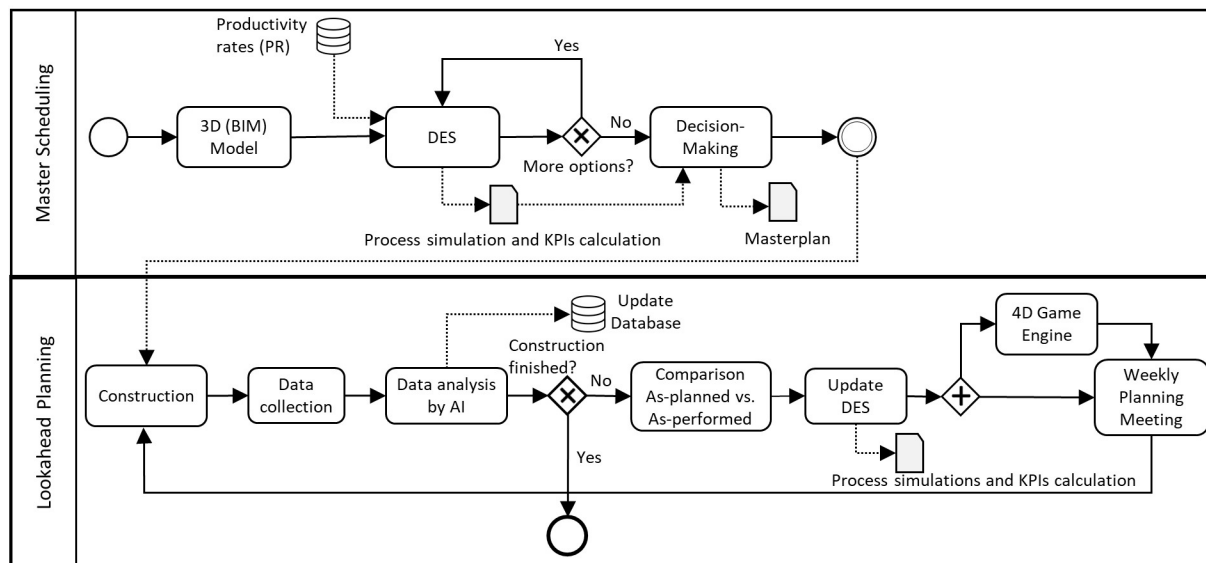 Master Scheduling
Productivity
rates (PR)
Yes
3D (BIM)
Model
DES
No
More options?
Decision-
Making
Process simulation and KPIs calculation
Masterplan
Lookahead Planning
Update
Database
Construction
finished?
4D Game
Engine
Construction
Data
collection
Data analysis
by AI
No
Comparison
As-planned vs.
As-performed
Update
DES
Weekly
Planning
Meeting
Yes
Process simulations and KPIs calculation